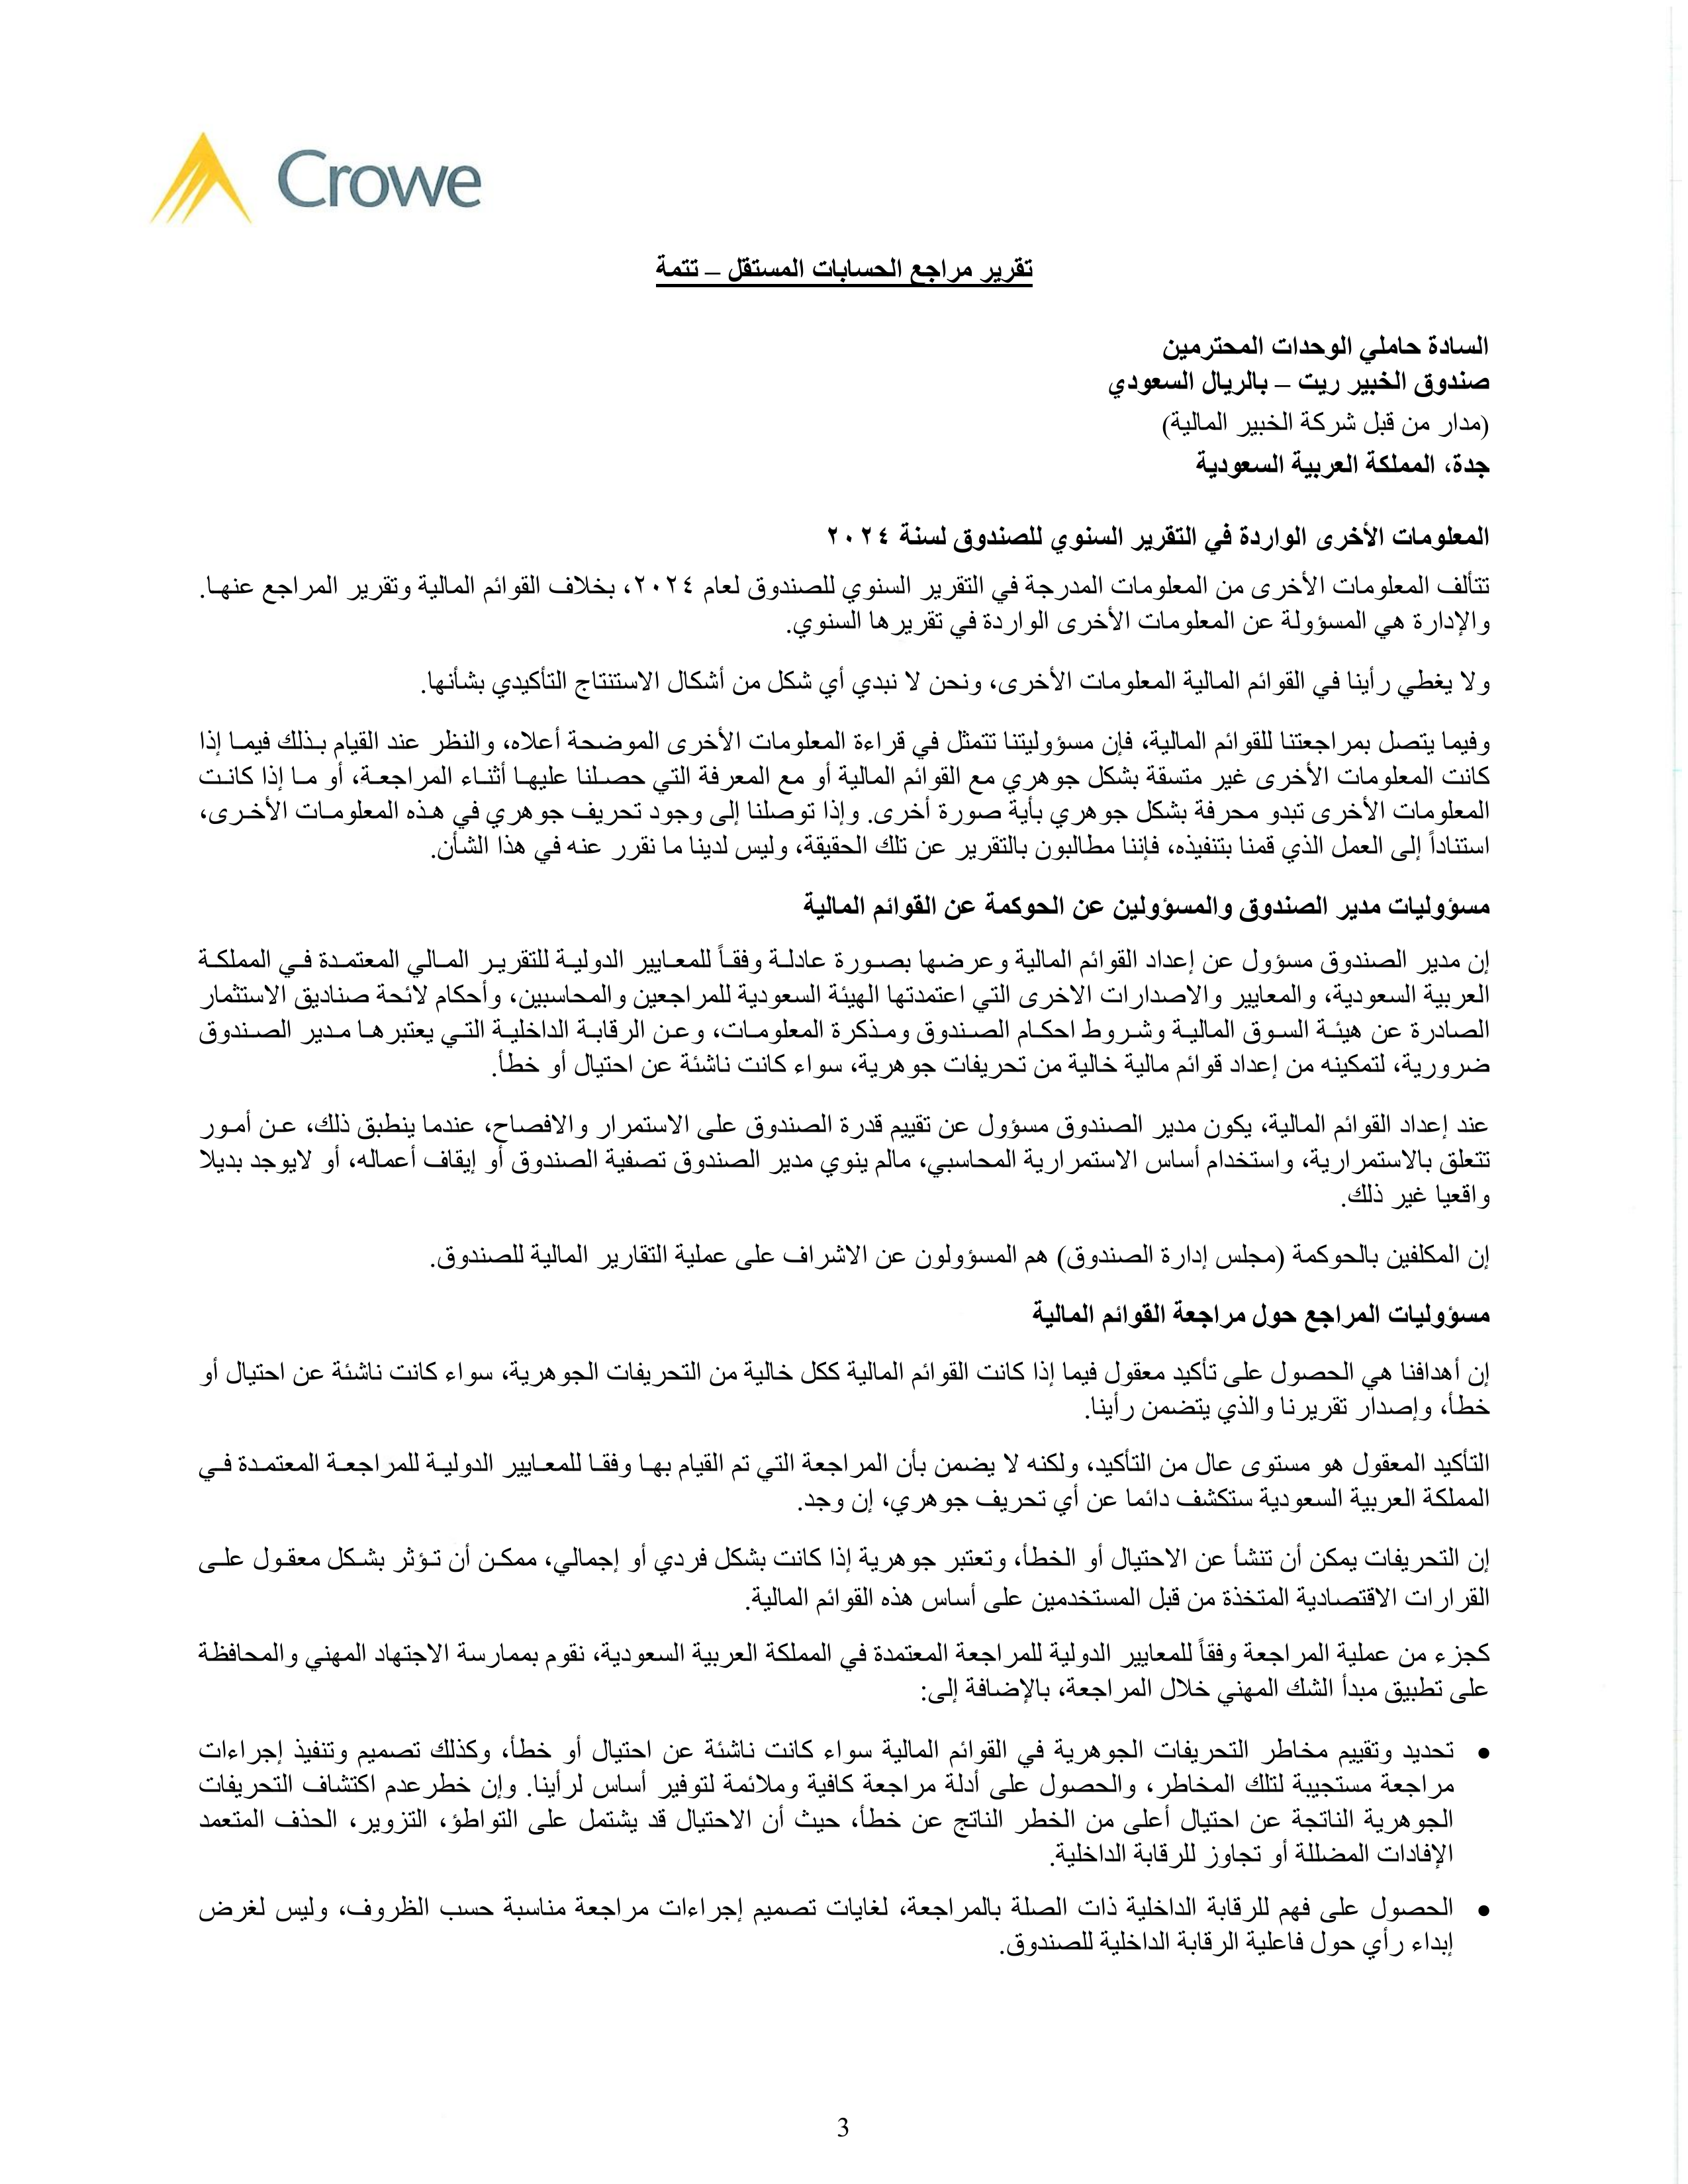 Crowe
تقرير مراجع الحسابات المستقل – تتمة
السادة حاملي الوحدات المحترمين
صندوق الخبير ريت – بالريال السعودي
(مدار من قبل شركة الخبير المالية)
جدة، المملكة العربية السعودية
المعلومات الأخرى الواردة في التقرير السنوي للصندوق لسنة ٢٠٢٤
تتألف المعلومات الأخرى من المعلومات المدرجة في التقرير السنوي للصندوق لعام ٢٠٢٤، بخلاف القوائم المالية وتقرير المراجع عنها.
والإدارة هي المسؤولة عن المعلومات الأخرى الواردة في تقريرها السنوي.
ولا يغطي رأينا في القوائم المالية المعلومات الأخرى، ونحن لا نبدي أي شكل من أشكال الاستنتاج التأكيدي بشأنها.
وفيما يتصل بمراجعتنا للقوائم المالية، فإن مسؤوليتنا تتمثل في قراءة المعلومات الأخرى الموضحة أعلاه، والنظر عند القيام بذلك فيما إذا
كانت المعلومات الأخرى غير متسقة بشكل جوهري مع القوائم المالية أو مع المعرفة التي حصلنا عليها أثناء المراجعة، أو ما إذا كانت
المعلومات الأخرى تبدو محرفة بشكل جوهري بأية صورة أخرى. وإذا توصلنا إلى وجود تحريف جوهري في هذه المعلومات الأخرى،
استناداً إلى العمل الذي قمنا بتنفيذه، فإننا مطالبون بالتقرير عن تلك الحقيقة، وليس لدينا ما نقرر عنه في هذا الشأن.
مسؤوليات مدير الصندوق والمسؤولين عن الحوكمة عن القوائم المالية
إن مدير الصندوق مسؤول عن إعداد القوائم المالية وعرضها بصورة عادلة وفقاً للمعايير الدولية للتقرير المالي المعتمدة في المملكة
العربية السعودية، والمعايير والاصدارات الاخرى التي اعتمدتها الهيئة السعودية للمراجعين والمحاسبين، وأحكام لائحة صناديق الاستثمار
الصادرة عن هيئة السوق المالية وشروط احكام الصندوق ومذكرة المعلومات، وعن الرقابة الداخلية التي يعتبرها مدير الصندوق
ضرورية، لتمكينه من إعداد قوائم مالية خالية من تحريفات جوهرية، سواء كانت ناشئة عن احتيال أو خطأ.
عند إعداد القوائم المالية، يكون مدير الصندوق مسؤول عن تقييم قدرة الصندوق على الاستمرار والافصاح، عندما ينطبق ذلك، عن أمور
تتعلق بالاستمرارية، واستخدام أساس الاستمرارية المحاسبي، مالم ينوي مدير الصندوق تصفية الصندوق أو إيقاف أعماله، أو لايوجد بديلا
واقعيا غير ذلك.
إن المكلفين بالحوكمة (مجلس إدارة الصندوق) هم المسؤولون عن الاشراف على عملية التقارير المالية للصندوق.
مسؤوليات المراجع حول مراجعة القوائم المالية
إن أهدافنا هي الحصول على تأكيد معقول فيما إذا كانت القوائم المالية ككل خالية من التحريفات الجوهرية، سواء كانت ناشئة عن احتيال أو
خطأ، وإصدار تقريرنا والذي يتضمن رأينا.
التأكيد المعقول هو مستوى عال من التأكيد، ولكنه لا يضمن بأن المراجعة التي تم القيام بها وفقا للمعايير الدولية للمراجعة المعتمدة في
المملكة العربية السعودية ستكشف دائما عن أي تحريف جوهري، إن وجد.
إن التحريفات يمكن أن تنشأ عن الاحتيال أو الخطأ، وتعتبر جوهرية إذا كانت بشكل فردي أو إجمالي، ممكن أن تؤثر بشكل معقول على
القرارات الاقتصادية المتخذة من قبل المستخدمين على أساس هذه القوائم المالية.
كجزء من عملية المراجعة وفقاً للمعايير الدولية للمراجعة المعتمدة في المملكة العربية السعودية، نقوم بممارسة الاجتهاد المهني والمحافظة
على تطبيق مبدأ الشك المهني خلال المراجعة، بالإضافة إلى:
• تحديد وتقييم مخاطر التحريفات الجوهرية في القوائم المالية سواء كانت ناشئة عن احتيال أو خطأ، وكذلك تصميم وتنفيذ إجراءات
مراجعة مستجيبة لتلك المخاطر، والحصول على أدلة مراجعة كافية وملائمة لتوفير أساس لرأينا. وإن خطر عدم اكتشاف التحريفات
الجوهرية الناتجة عن احتيال أعلى من الخطر الناتج عن خطأ، حيث أن الاحتيال قد يشتمل على التواطؤ، التزوير، الحذف المتعمد
الإفادات المضللة أو تجاوز للرقابة الداخلية.
• الحصول على فهم للرقابة الداخلية ذات الصلة بالمراجعة، لغايات تصميم إجراءات مراجعة مناسبة حسب الظروف، وليس لغرض
إبداء رأي حول فاعلية الرقابة الداخلية للصندوق.
3